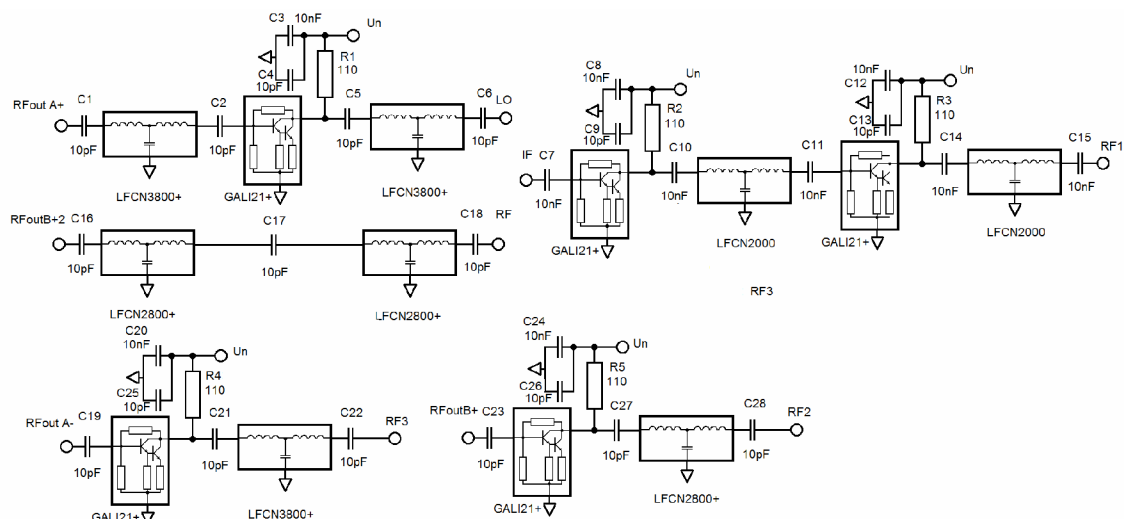 C3
10nF
Un
C4
10pF
R1
110
RFout A+
C1
10pF
C2
10pF
C5
10pF
C6
LO
10pF
LFCN3800+
GALI21+
LFCN3800+
C8
10nF
Un
C9
10pF
R2
110
IF
C7
10nF
C10
10nF
C11
10nF
GALI21+
LFCN2000
10nF
C12
Un
C13
10pF
R3
110
C14
10nF
C15
RF1
10nF
GALI21+
LFCN2000
RF3
RFoutB+2
C16
10pF
C17
10pF
C18
RF
10pF
LFCN2800+
LFCN2800+
C20
10nF
Un
C25
10pF
R4
110
RFout A-
C19
10pF
C21
10pF
C22
10pF
RF3
GALI21+
LFCN3800+
C24
10nF
Un
C26
10pF
R5
110
RFoutB+
C23
10pF
C27
10pF
C28
10pF
RF2
GALI21+
LFCN2800+